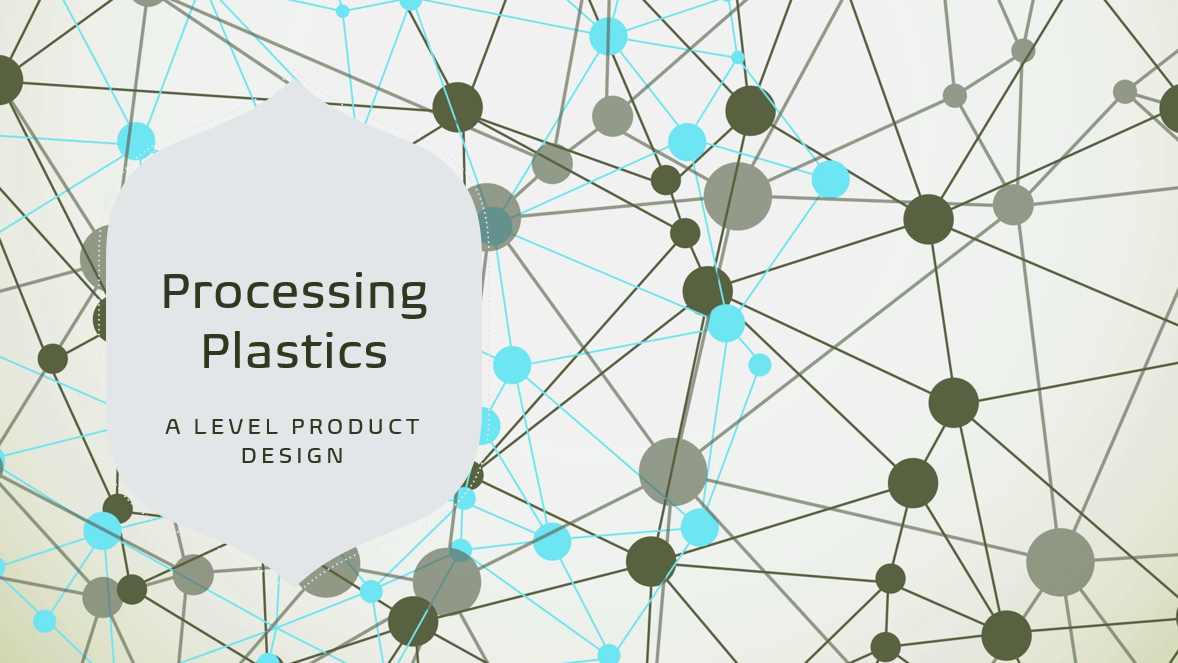 Processing
Plastics
A LEVEL PRODUCT
DESIGN